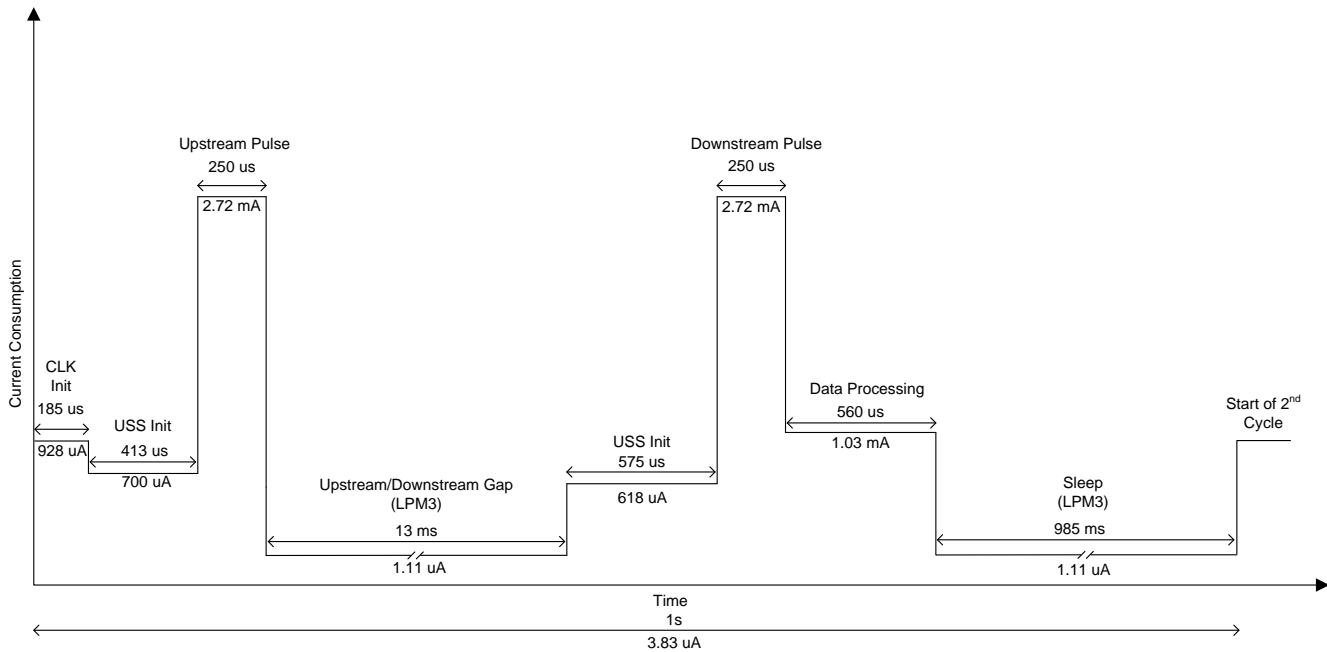 Current Consumption
CLK
Init
185 us
928 uA
USS Init
413 us
700 uA
Upstream Pulse
250 us
2.72 mA
Upstream/Downstream Gap
(LPM3)
13 ms
1.11 uA
USS Init
575 us
618 uA
Downstream Pulse
250 us
2.72 mA
Data Processing
560 us
1.03 mA
Sleep
(LPM3)
985 ms
1.11 uA
Start of 2nd
Cycle
Time
1s
3.83 uA